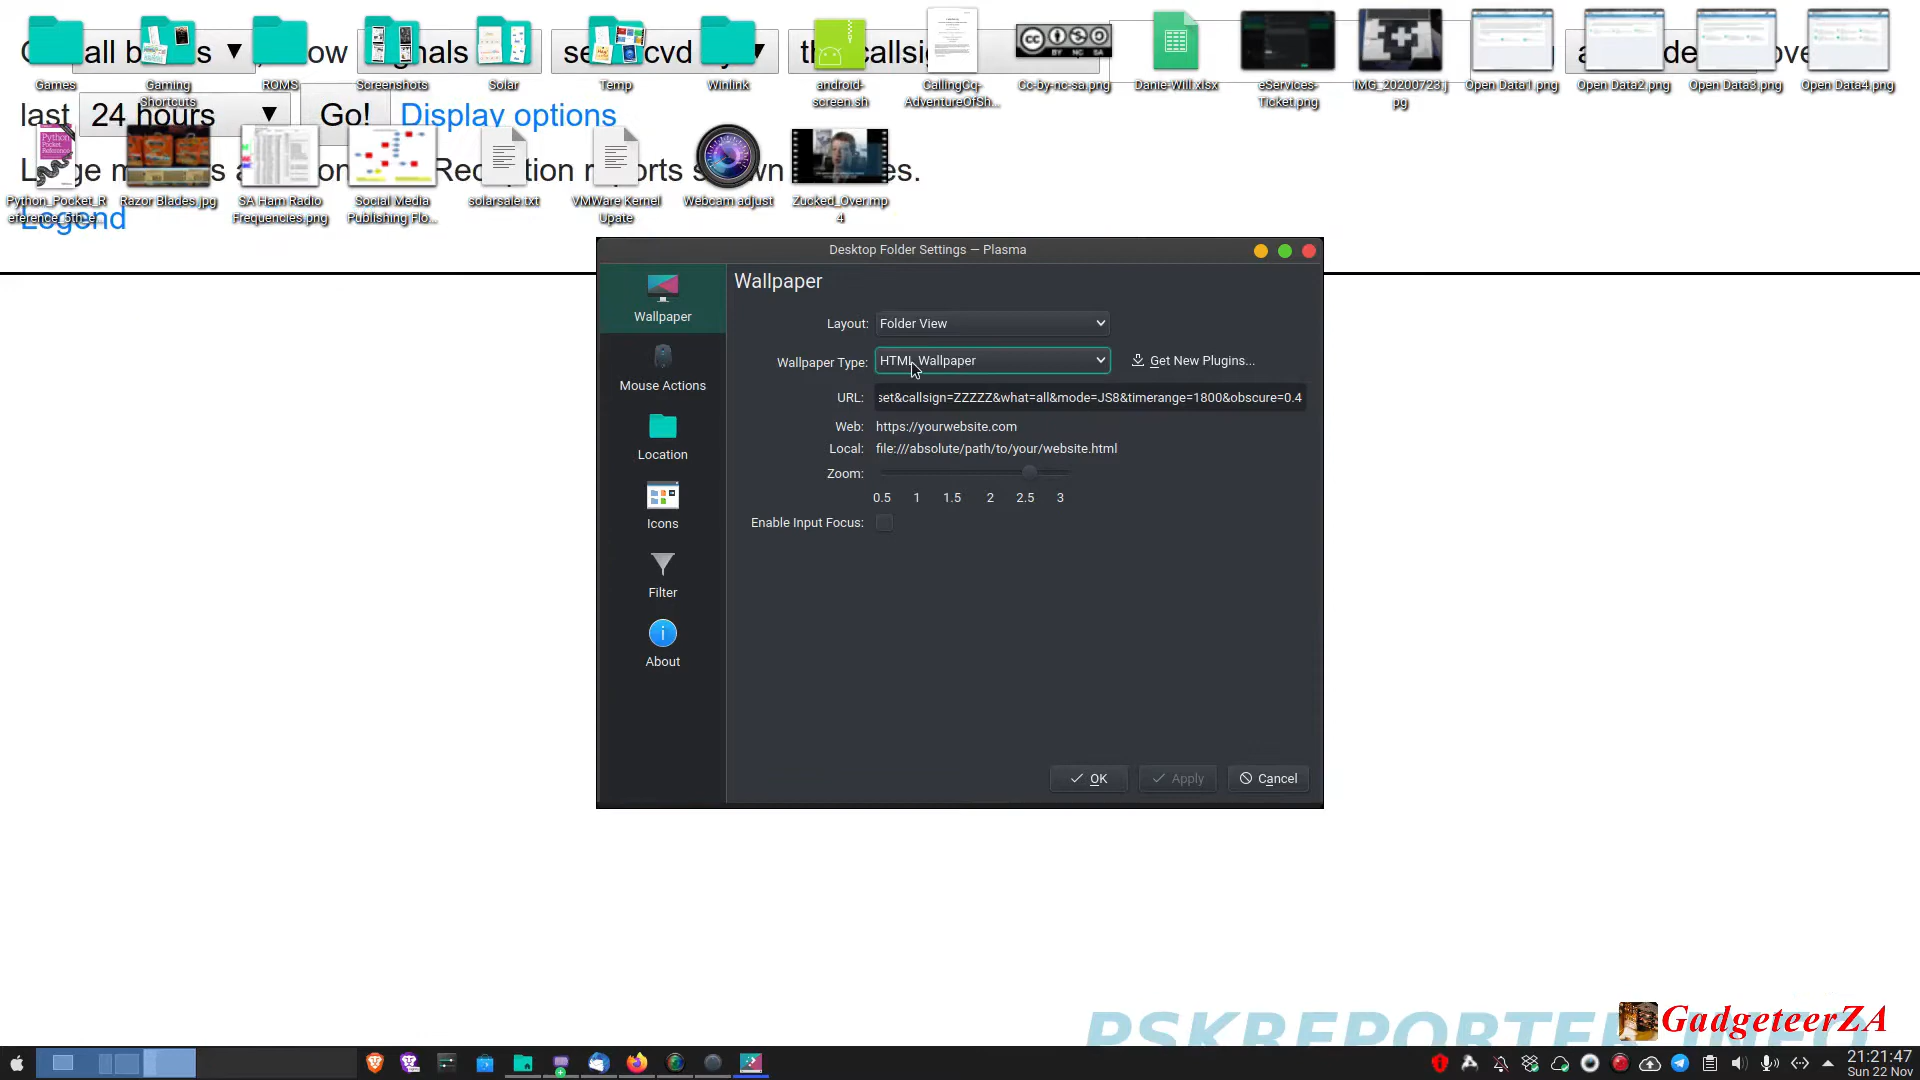 Games
Gaming Shortcuts
ROMS
Screenshots
Solar
Temp
Winlink
android-screen.sh
CallingCq-AdventureOfSh...
Cc-by-nc-sa.png
Danie-Will.xlsx
eServices-Ticket.png
IMG_20200723.jpg
Open Data1.png
Open Data2.png
Open Data3.png
Open Data4.png
last 24 hours Go! Display options
Python_Pocket_Reference_5th-e...
Razor Blades.jpg
SA Ham Radio Frequencies.png
Social Media Publishing Flo...
solarsale.txt
VMWare Kernel Upate
Webcam adjust
Zucked_Over.mp4
Legend
Desktop Folder Settings — Plasma
Wallpaper
Mouse Actions
Location
Icons
Filter
About
Wallpaper
Layout: Folder View
Wallpaper Type: HTML Wallpaper Get New Plugins...
URL: set&callsign=ZZZZZ&what=all&mode=JS8&timerange=1800&obscure=0.4
Web: https://yourwebsite.com
Local: file:///absolute/path/to/your/website.html
Zoom:
0.5 1 1.5 2 2.5 3
Enable Input Focus:
OK Apply Cancel
PSKREPORTER.INFO
GadgeteerZA
21:21:47
Sun 22 Nov